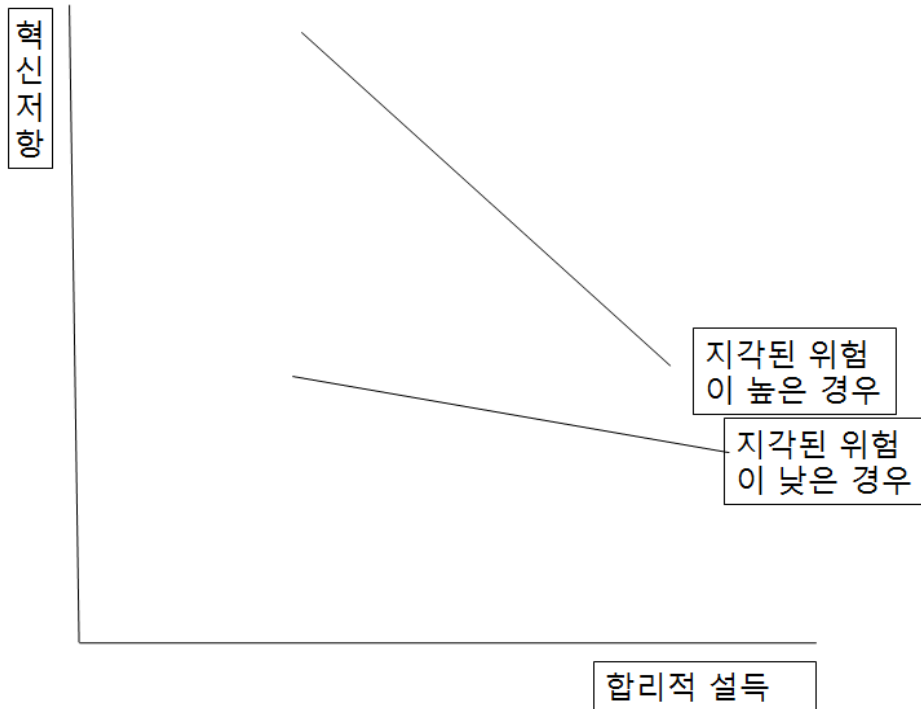 혁
신
저
항
지각된 위험
이 높은 경우
지각된 위험
이 낮은 경우
합리적 설득